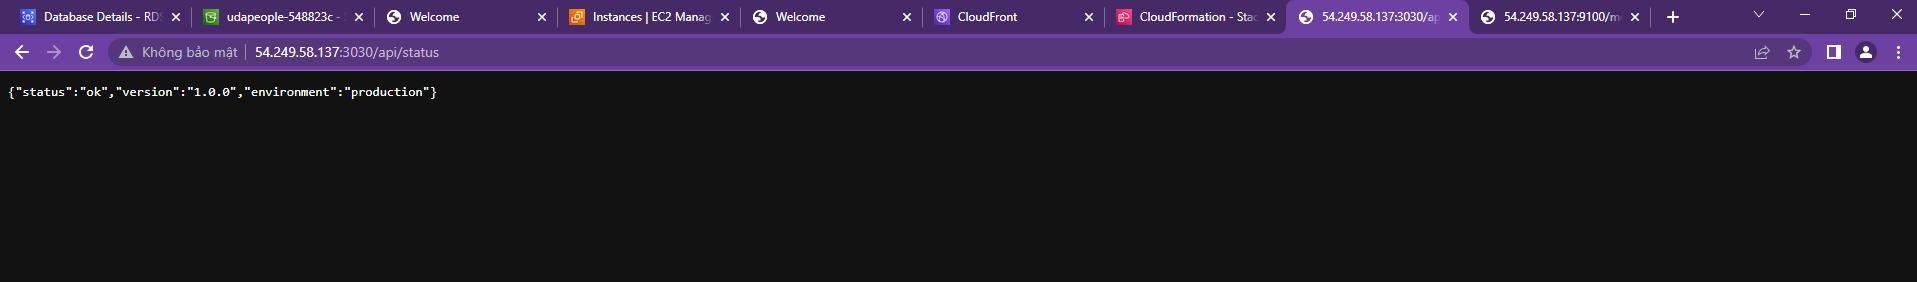 Database Details - RDS
udapeople-548823c -
Welcome
Instances | EC2 Manag
Welcome
CloudFront
CloudFormation - Stac
54.249.58.137:3030/ap
54.249.58.137:9100/m
Không bảo mật
54.249.58.137:3030/api/status
{"status":"ok","version":"1.0.0","environment":"production"}